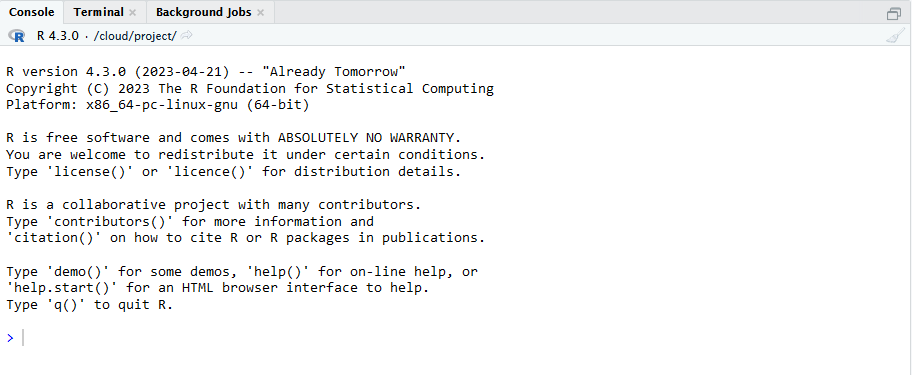 Console Terminal Background Jobs
R R 4.3.0 · /cloud/project/
R version 4.3.0 (2023-04-21) -- "Already Tomorrow"
Copyright (C) 2023 The R Foundation for Statistical Computing
Platform: x86_64-pc-linux-gnu (64-bit)
R is free software and comes with ABSOLUTELY NO WARRANTY.
You are welcome to redistribute it under certain conditions.
Type 'license()' or 'licence()' for distribution details.
R is a collaborative project with many contributors.
Type 'contributors()' for more information and
'citation()' on how to cite R or R packages in publications.
Type 'demo()' for some demos, 'help()' for on-line help, or
'help.start()' for an HTML browser interface to help.
Type 'q()' to quit R.
>